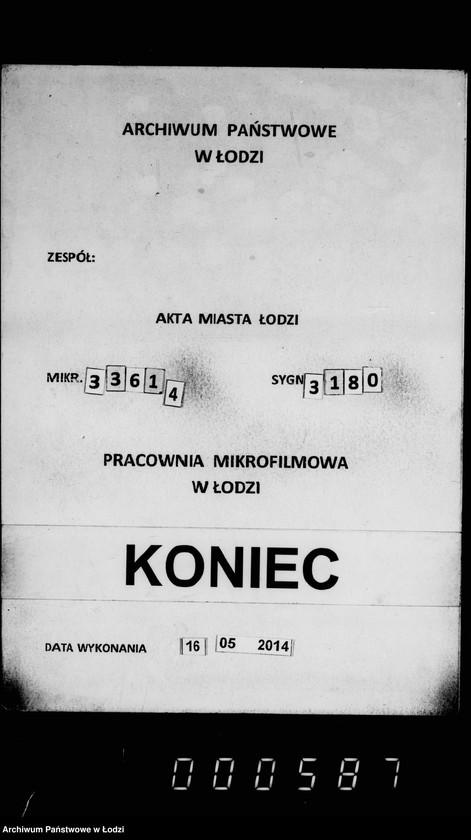 ARCHIWUM PAŃSTWOWE
W ŁODZI
ZESPÓŁ:
AKTA MIASTA ŁODZI
MIKR. 33614 SYGN 3180
PRACOWNIA MIKROFILMOWA
W ŁODZI
KONIEC
DATA WYKONANIA 16 05 2014
000587
Archiwum Państwowe w Łodzi